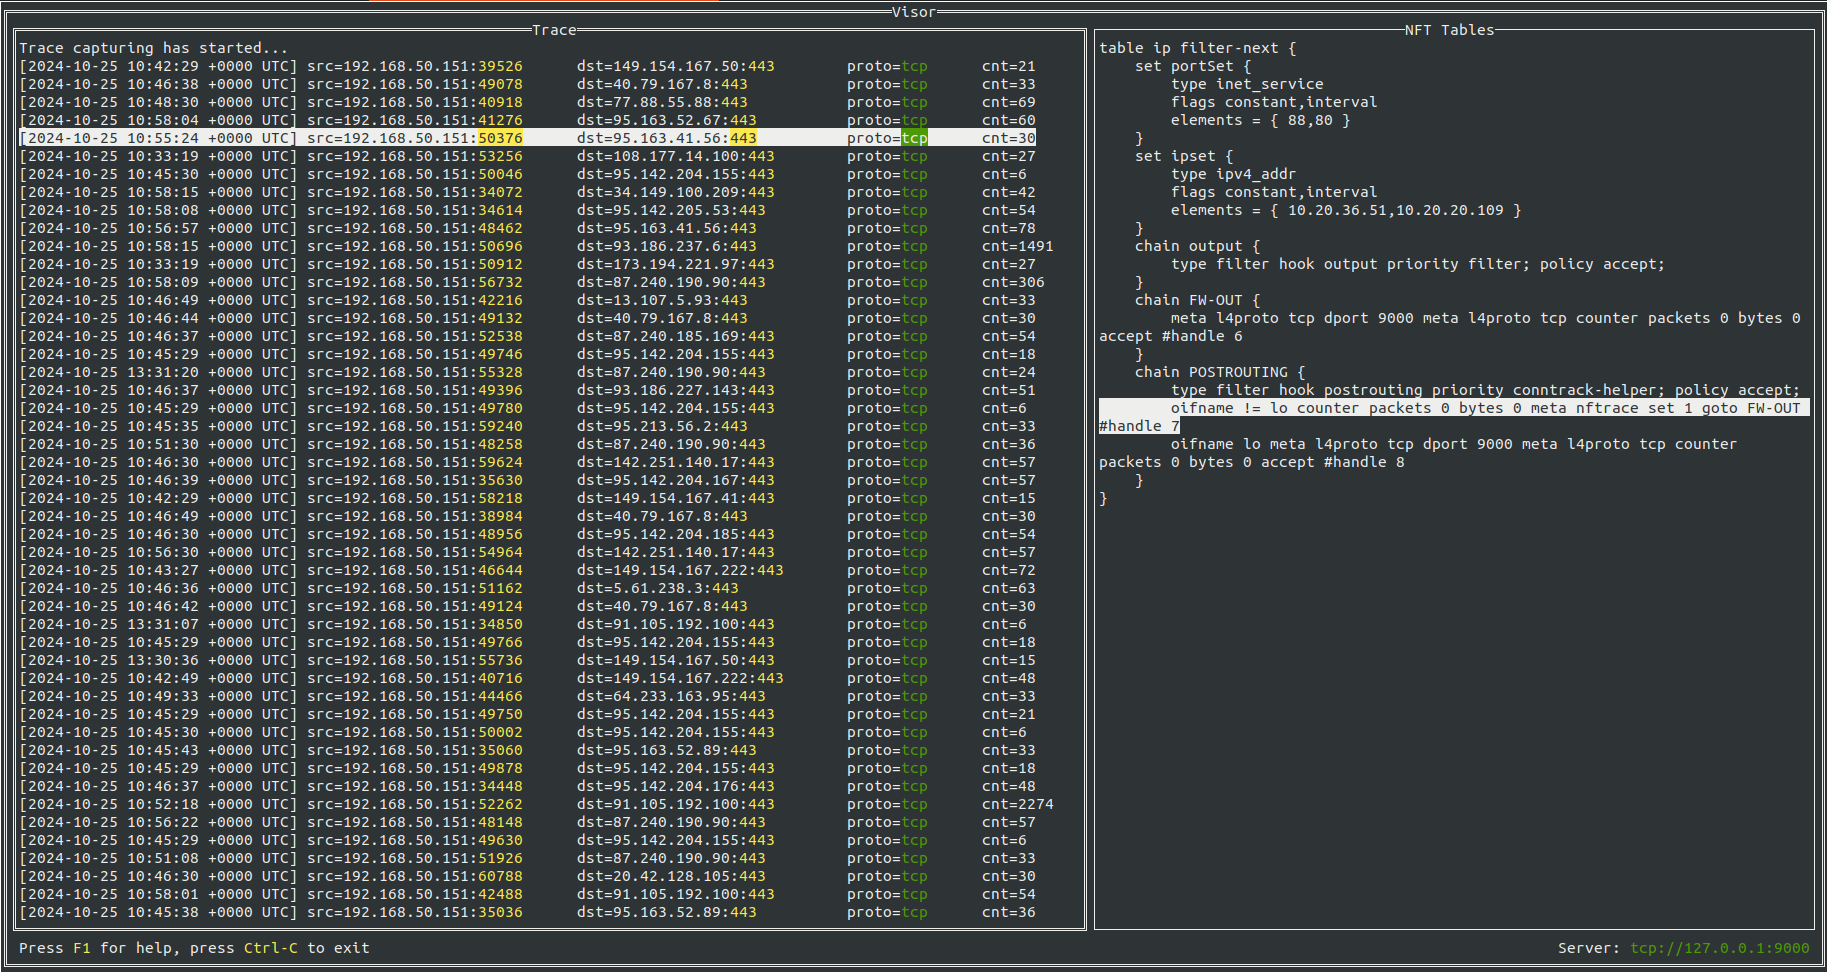 Visor
Trace
Trace capturing has started...
[2024-10-25 10:42:29 +0000 UTC] src=192.168.50.151:39526 dst=149.154.167.50:443 proto=tcp cnt=21
[2024-10-25 10:46:38 +0000 UTC] src=192.168.50.151:49078 dst=40.79.167.8:443 proto=tcp cnt=33
[2024-10-25 10:48:30 +0000 UTC] src=192.168.50.151:40918 dst=77.88.55.88:443 proto=tcp cnt=69
[2024-10-25 10:58:04 +0000 UTC] src=192.168.50.151:41276 dst=95.163.52.67:443 proto=tcp cnt=60
[2024-10-25 10:55:24 +0000 UTC] src=192.168.50.151:50376 dst=95.163.41.56:443 proto=tcp cnt=30
[2024-10-25 10:33:19 +0000 UTC] src=192.168.50.151:53256 dst=108.177.14.100:443 proto=tcp cnt=27
[2024-10-25 10:45:30 +0000 UTC] src=192.168.50.151:50046 dst=95.142.204.155:443 proto=tcp cnt=6
[2024-10-25 10:58:15 +0000 UTC] src=192.168.50.151:34072 dst=34.149.100.209:443 proto=tcp cnt=42
[2024-10-25 10:58:08 +0000 UTC] src=192.168.50.151:34614 dst=95.142.205.53:443 proto=tcp cnt=54
[2024-10-25 10:56:57 +0000 UTC] src=192.168.50.151:48462 dst=95.163.41.56:443 proto=tcp cnt=78
[2024-10-25 10:58:15 +0000 UTC] src=192.168.50.151:50696 dst=93.186.237.6:443 proto=tcp cnt=1491
[2024-10-25 10:33:19 +0000 UTC] src=192.168.50.151:50912 dst=173.194.221.97:443 proto=tcp cnt=27
[2024-10-25 10:58:09 +0000 UTC] src=192.168.50.151:56732 dst=87.240.190.90:443 proto=tcp cnt=306
[2024-10-25 10:46:49 +0000 UTC] src=192.168.50.151:42216 dst=13.107.5.93:443 proto=tcp cnt=33
[2024-10-25 10:46:44 +0000 UTC] src=192.168.50.151:49132 dst=40.79.167.8:443 proto=tcp cnt=30
[2024-10-25 10:46:37 +0000 UTC] src=192.168.50.151:52538 dst=87.240.185.169:443 proto=tcp cnt=54
[2024-10-25 10:45:29 +0000 UTC] src=192.168.50.151:49746 dst=95.142.204.155:443 proto=tcp cnt=18
[2024-10-25 13:31:20 +0000 UTC] src=192.168.50.151:55328 dst=87.240.190.90:443 proto=tcp cnt=24
[2024-10-25 10:46:37 +0000 UTC] src=192.168.50.151:49396 dst=93.186.227.143:443 proto=tcp cnt=51
[2024-10-25 10:45:29 +0000 UTC] src=192.168.50.151:49780 dst=95.142.204.155:443 proto=tcp cnt=6
[2024-10-25 10:45:35 +0000 UTC] src=192.168.50.151:59240 dst=95.213.56.2:443 proto=tcp cnt=33
[2024-10-25 10:51:30 +0000 UTC] src=192.168.50.151:48258 dst=87.240.190.90:443 proto=tcp cnt=36
[2024-10-25 10:46:30 +0000 UTC] src=192.168.50.151:59624 dst=142.251.140.17:443 proto=tcp cnt=57
[2024-10-25 10:46:39 +0000 UTC] src=192.168.50.151:35630 dst=95.142.204.167:443 proto=tcp cnt=57
[2024-10-25 10:42:29 +0000 UTC] src=192.168.50.151:58218 dst=149.154.167.41:443 proto=tcp cnt=15
[2024-10-25 10:46:49 +0000 UTC] src=192.168.50.151:38984 dst=40.79.167.8:443 proto=tcp cnt=30
[2024-10-25 10:46:30 +0000 UTC] src=192.168.50.151:48956 dst=95.142.204.185:443 proto=tcp cnt=54
[2024-10-25 10:56:30 +0000 UTC] src=192.168.50.151:54964 dst=142.251.140.17:443 proto=tcp cnt=57
[2024-10-25 10:43:27 +0000 UTC] src=192.168.50.151:46644 dst=149.154.167.222:443 proto=tcp cnt=72
[2024-10-25 10:46:36 +0000 UTC] src=192.168.50.151:51162 dst=5.61.238.3:443 proto=tcp cnt=63
[2024-10-25 10:46:42 +0000 UTC] src=192.168.50.151:49124 dst=40.79.167.8:443 proto=tcp cnt=30
[2024-10-25 13:31:07 +0000 UTC] src=192.168.50.151:34850 dst=91.105.192.100:443 proto=tcp cnt=6
[2024-10-25 10:45:29 +0000 UTC] src=192.168.50.151:49766 dst=95.142.204.155:443 proto=tcp cnt=18
[2024-10-25 13:30:36 +0000 UTC] src=192.168.50.151:55736 dst=149.154.167.50:443 proto=tcp cnt=15
[2024-10-25 10:42:49 +0000 UTC] src=192.168.50.151:40716 dst=149.154.167.222:443 proto=tcp cnt=48
[2024-10-25 10:49:33 +0000 UTC] src=192.168.50.151:44466 dst=64.233.163.95:443 proto=tcp cnt=33
[2024-10-25 10:45:29 +0000 UTC] src=192.168.50.151:49750 dst=95.142.204.155:443 proto=tcp cnt=21
[2024-10-25 10:45:30 +0000 UTC] src=192.168.50.151:50002 dst=95.142.204.155:443 proto=tcp cnt=6
[2024-10-25 10:45:43 +0000 UTC] src=192.168.50.151:35060 dst=95.163.52.89:443 proto=tcp cnt=33
[2024-10-25 10:45:29 +0000 UTC] src=192.168.50.151:49878 dst=95.142.204.155:443 proto=tcp cnt=18
[2024-10-25 10:46:37 +0000 UTC] src=192.168.50.151:34448 dst=95.142.204.176:443 proto=tcp cnt=48
[2024-10-25 10:52:18 +0000 UTC] src=192.168.50.151:52262 dst=91.105.192.100:443 proto=tcp cnt=2274
[2024-10-25 10:56:22 +0000 UTC] src=192.168.50.151:48148 dst=87.240.190.90:443 proto=tcp cnt=57
[2024-10-25 10:45:29 +0000 UTC] src=192.168.50.151:49630 dst=95.142.204.155:443 proto=tcp cnt=6
[2024-10-25 10:51:08 +0000 UTC] src=192.168.50.151:51926 dst=87.240.190.90:443 proto=tcp cnt=33
[2024-10-25 10:46:30 +0000 UTC] src=192.168.50.151:60788 dst=20.42.128.105:443 proto=tcp cnt=30
[2024-10-25 10:58:01 +0000 UTC] src=192.168.50.151:42488 dst=91.105.192.100:443 proto=tcp cnt=54
[2024-10-25 10:45:38 +0000 UTC] src=192.168.50.151:35036 dst=95.163.52.89:443 proto=tcp cnt=36
NFT Tables
table ip filter-next {
set portSet {
type inet_service
flags constant,interval
elements = { 88,80 }
}
set ipset {
type ipv4_addr
flags constant,interval
elements = { 10.20.36.51,10.20.20.109 }
}
chain output {
type filter hook output priority filter; policy accept;
}
chain FW-OUT {
meta l4proto tcp dport 9000 meta l4proto tcp counter packets 0 bytes 0
accept #handle 6
}
chain POSTROUTING {
type filter hook postrouting priority conntrack-helper; policy accept;
oifname != lo counter packets 0 bytes 0 meta nftrace set 1 goto FW-OUT
#handle 7
oifname lo meta l4proto tcp dport 9000 meta l4proto tcp counter
packets 0 bytes 0 accept #handle 8
}
}
Press F1 for help, press Ctrl-C to exit
Server: tcp://127.0.0.1:9000